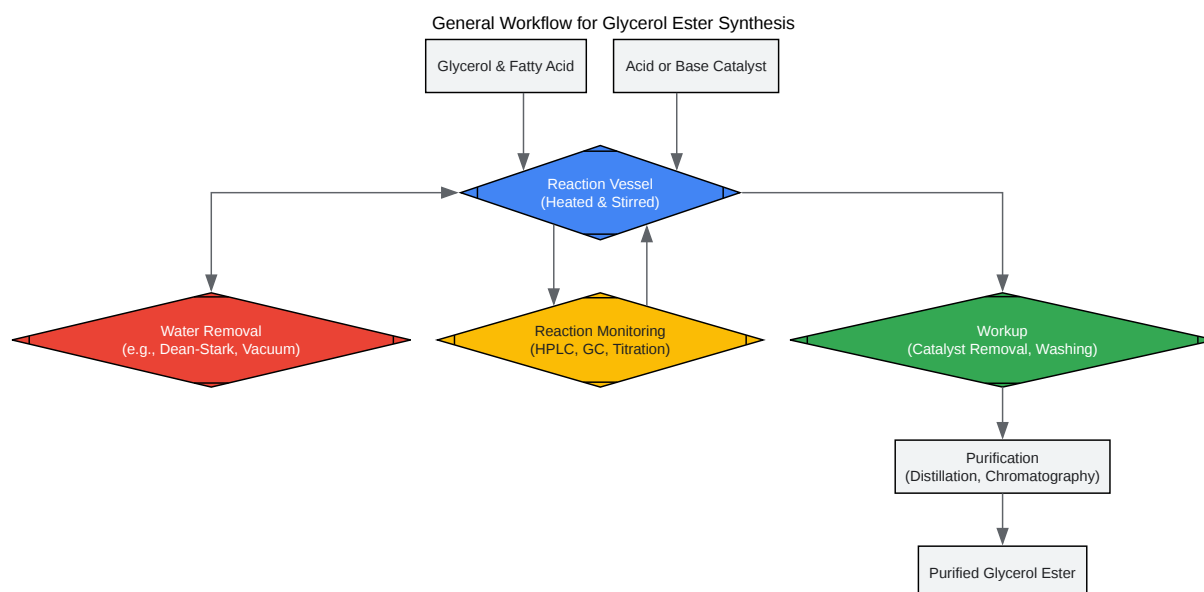 General Workflow for Glycerol Ester Synthesis
Glycerol & Fatty Acid
Acid or Base Catalyst
Reaction Vessel
(Heated & Stirred)
Water Removal
(e.g., Dean-Stark, Vacuum)
Reaction Monitoring
(HPLC, GC, Titration)
Workup
(Catalyst Removal, Washing)
Purification
(Distillation, Chromatography)
Purified Glycerol Ester